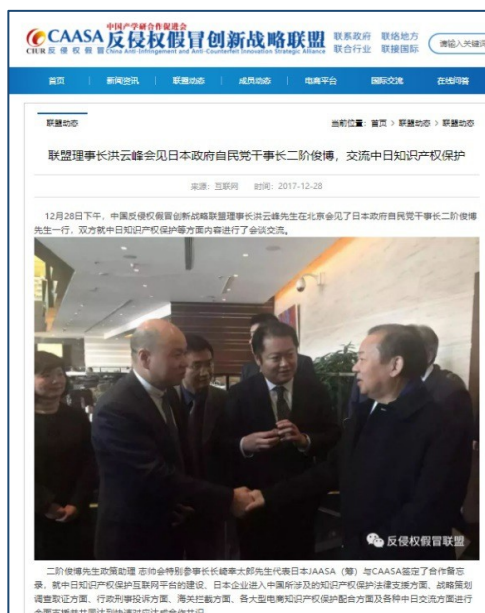 CAASA
CIUR 反 侵 权 假 冒
中国产学研合作促进会
反侵权假冒创新战略联盟
China Anti-Infringement and Anti-Counterfeit Innovation Strategic Alliance
联系政府 联络地方
联合行业 联接国际
请输入关键词
首页 新闻资讯 联盟动态 成员动态 电商平台 国际交流 在线问答
联盟动态
当前位置：首页 > 联盟动态 > 联盟动态
联盟理事长洪云峰会见日本政府自民党干事长二阶俊博，交流中日知识产权保护
来源：互联网 时间：2017-12-28
12月28日下午，中国反侵权假冒创新战略联盟理事长洪云峰先生在北京会见了日本政府自民党干事长二阶俊博
先生一行，双方就中日知识产权保护等方面内容进行了会谈交流。
反侵权假冒联盟
二阶俊博先生政策助理 志帅会特别参事长长崎幸太郎先生代表日本JAASA（筹）与CAASA签定了合作备忘
录，就中日知识产权保护互联网平台的建设、日本企业进入中国所涉及的知识产权保护法律支援方面、战略策划
调查取证方面、行政刑事投诉方面、海关拦截方面、各大型电商知识产权保护配合方面及各种中日交流方面进行